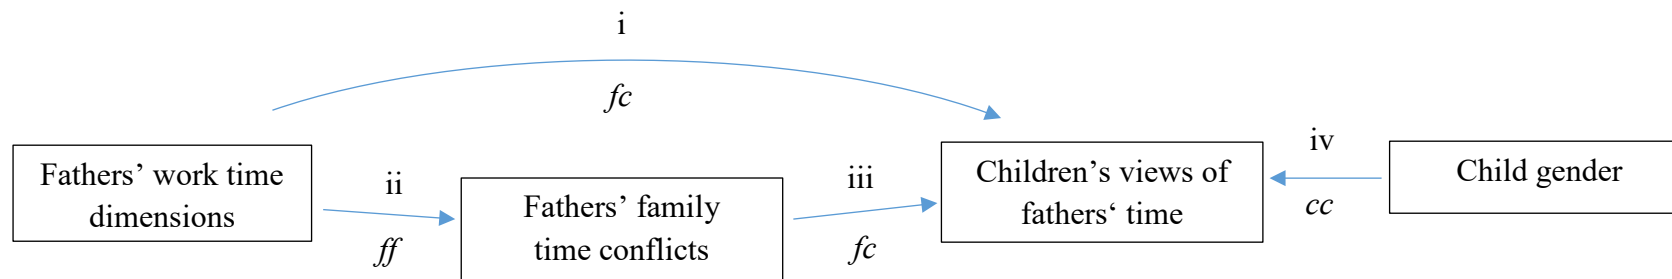 i
fc
Fathers’ work time
dimensions
ii
ff
Fathers’ family
time conflicts
iii
fc
Children’s views of
fathers‘ time
iv
cc
Child gender